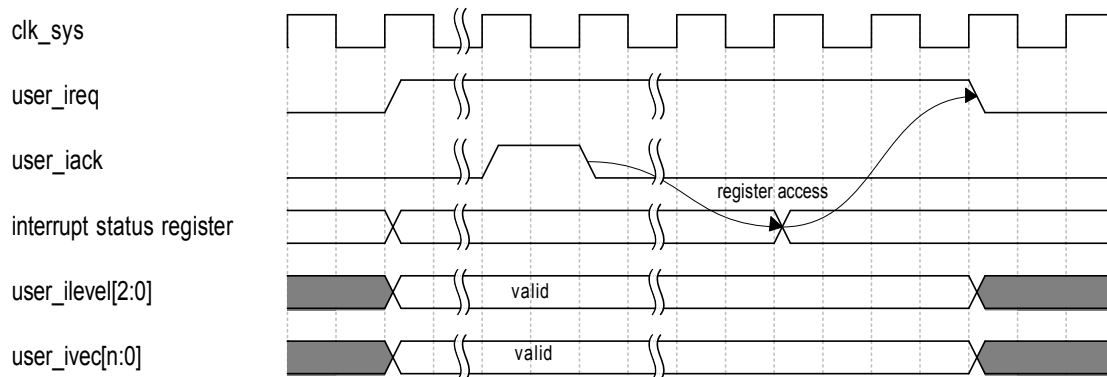 clk_sys
user_ireq
user_iack
register access
interrupt status register
user_ilevel[2:0]
valid
user_ivec[n:0]
valid